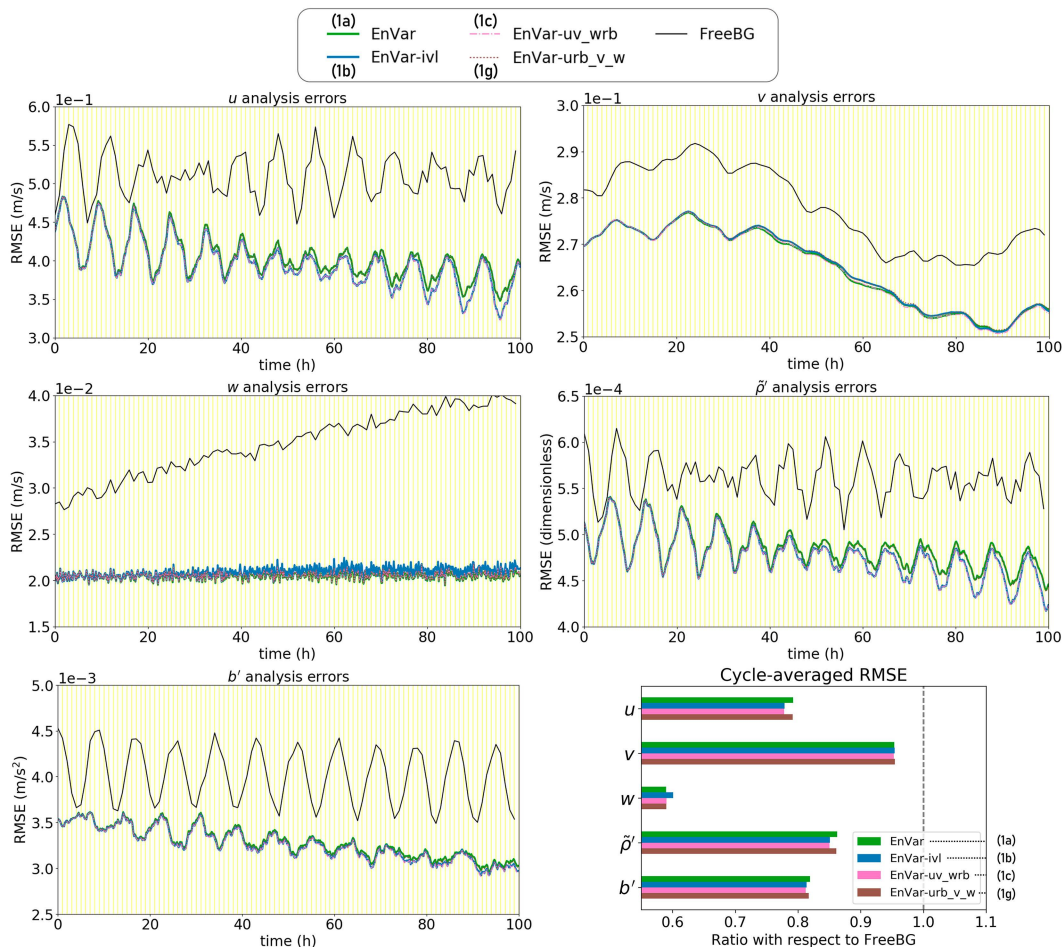 (1a) (1c)
EnVar EnVar-uv_wrb FreeBG
EnVar-ivl EnVar-urb_v_w
(1b) (1g)
u analysis errors
1e−1
6.0
5.5
5.0
4.5
4.0
3.5
3.0
RMSE (m/s)
0 20 40 60 80 100
time (h)
v analysis errors
1e−1
3.0
2.9
2.8
2.7
2.6
2.5
RMSE (m/s)
0 20 40 60 80 100
time (h)
w analysis errors
1e−2
4.0
3.5
3.0
2.5
2.0
1.5
RMSE (m/s)
0 20 40 60 80 100
time (h)
ρ̃′ analysis errors
1e−4
6.5
6.0
5.5
5.0
4.5
4.0
RMSE (dimensionless)
0 20 40 60 80 100
time (h)
b′ analysis errors
1e−3
5.0
4.5
4.0
3.5
3.0
2.5
RMSE (m/s²)
0 20 40 60 80 100
time (h)
Cycle-averaged RMSE
u
v
w
ρ̃′
b′
EnVar (1a)
EnVar-ivl (1b)
EnVar-uv_wrb (1c)
EnVar-urb_v_w (1g)
0.6 0.7 0.8 0.9 1.0 1.1
Ratio with respect to FreeBG